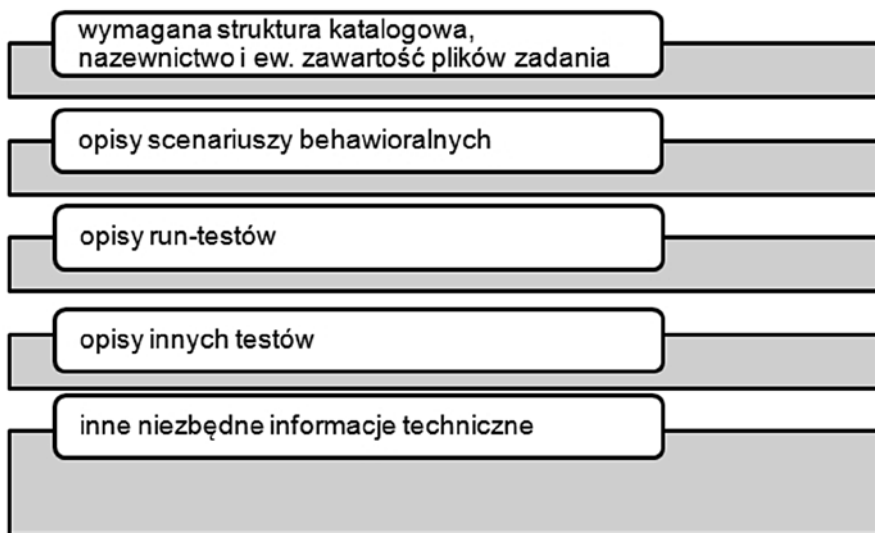 wymagana struktura katalogowa,
nazewnictwo i ew. zawartość plików zadania
opisy scenariuszy behawioralnych
opisy run-testów
opisy innych testów
inne niezbędne informacje techniczne